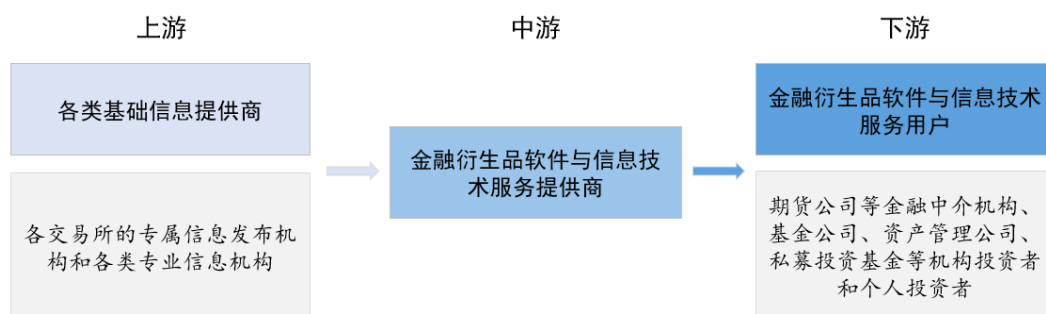 上游
中游
下游
各类基础信息提供商
金融衍生品软件与信息技术
服务用户
金融衍生品软件与信息技
术服务提供商
各交易所的专属信息发布机
构和各类专业信息机构
期货公司等金融中介机构、
基金公司、资产管理公司、
私募投资基金等机构投资者
和个人投资者